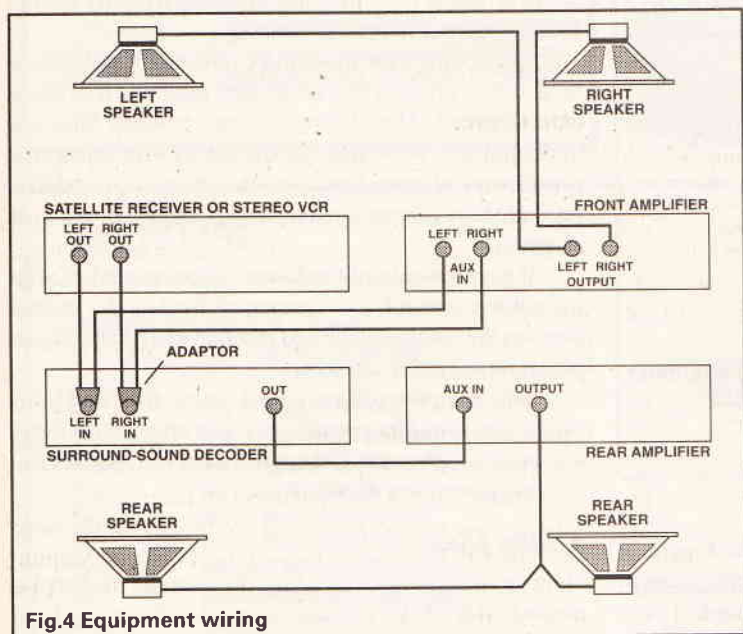 LEFT
SPEAKER
RIGHT
SPEAKER
SATELLITE RECEIVER OR STEREO VCR
LEFT RIGHT
OUT OUT
FRONT AMPLIFIER
LEFT RIGHT
AUX
IN
LEFT RIGHT
OUTPUT
ADAPTOR
LEFT
IN
RIGHT
IN
OUT
SURROUND-SOUND DECODER
AUX IN
OUTPUT
REAR AMPLIFIER
REAR
SPEAKER
REAR
SPEAKER
Fig.4 Equipment wiring